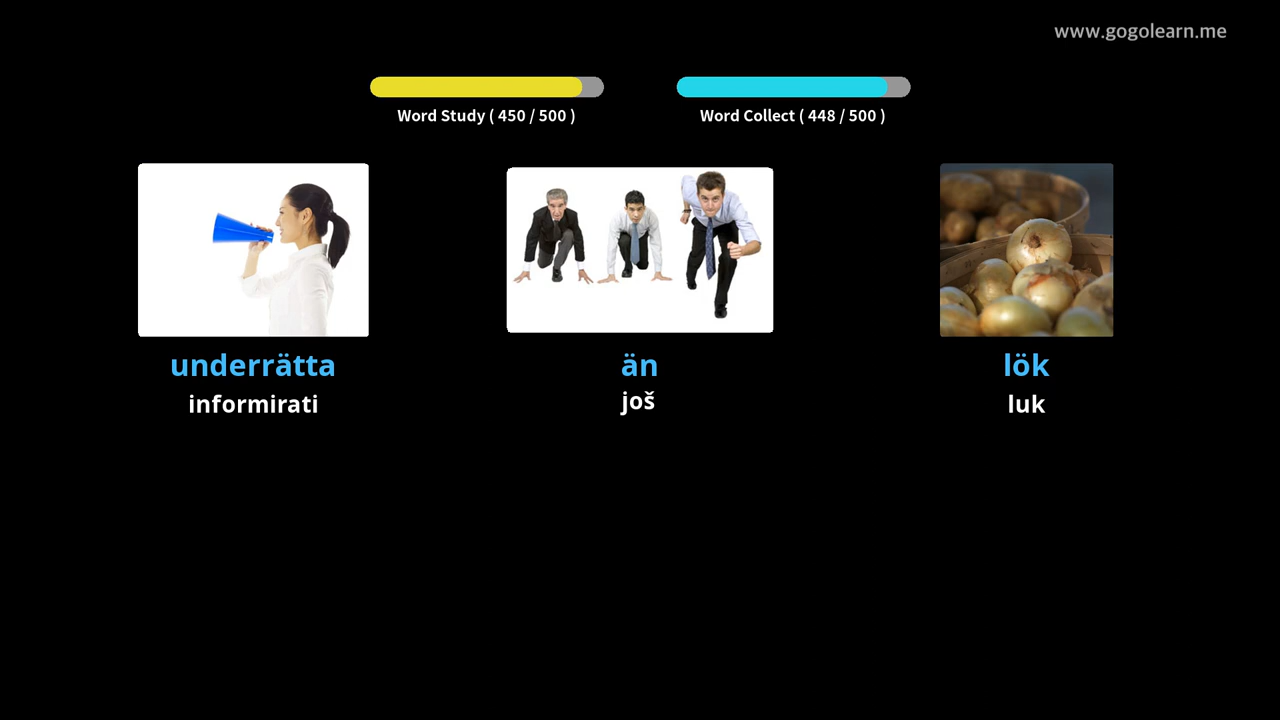 www.gogolearn.me
Word Study ( 450 / 500 )
Word Collect ( 448 / 500 )
underrätta
informirati
än
još
lök
luk